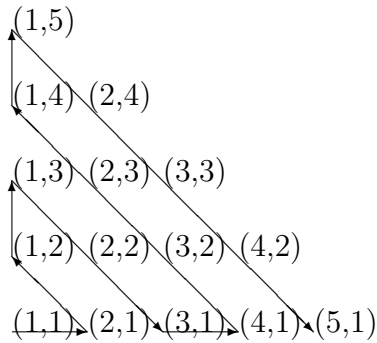 (1,5)
(1,4) (2,4)
(1,3) (2,3) (3,3)
(1,2) (2,2) (3,2) (4,2)
(1,1) (2,1) (3,1) (4,1) (5,1)